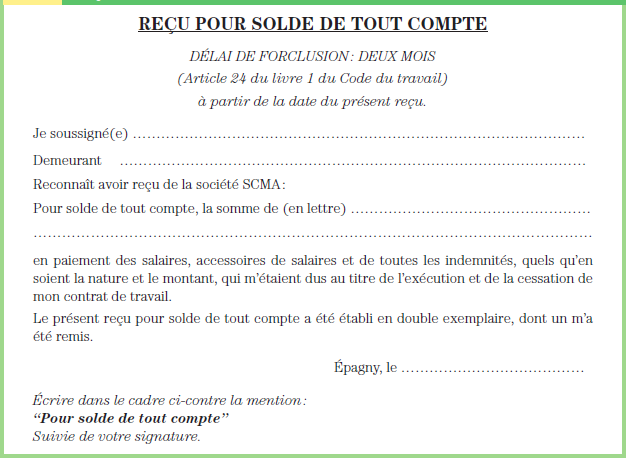 REÇU POUR SOLDE DE TOUT COMPTE
DÉLAI DE FORCLUSION : DEUX MOIS
(Article 24 du livre 1 du Code du travail)
à partir de la date du présent reçu.
Je soussigné(e) ……………………………………………………………………………………
Demeurant ………………………………………………………………………………………
Reconnaît avoir reçu de la société SCMA :
Pour solde de tout compte, la somme de (en lettre) ……………………………………………
…………………………………………………………………………………………………………
en paiement des salaires, accessoires de salaires et de toutes les indemnités, quels qu’en
soient la nature et le montant, qui m’étaient dus au titre de l’exécution et de la cessation de
mon contrat de travail.
Le présent reçu pour solde de tout compte a été établi en double exemplaire, dont un m’a
été remis.
Épagny, le …………………………………
Écrire dans le cadre ci-contre la mention :
“Pour solde de tout compte”
Suivie de votre signature.